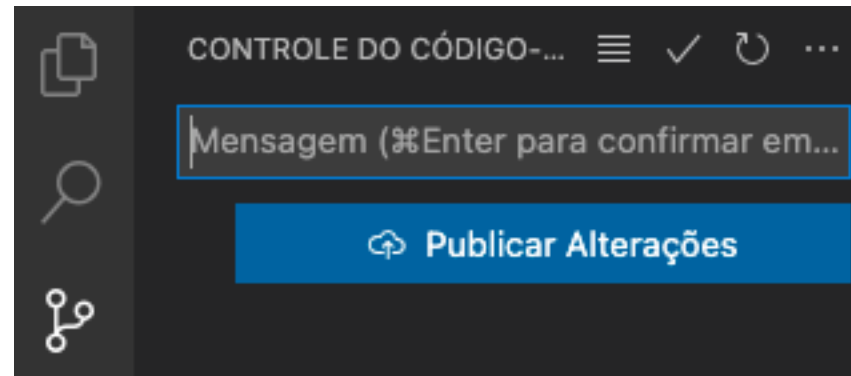 CONTROLE DO CÓDIGO-...
Mensagem (⌘Enter para confirmar em...
Publicar Alterações